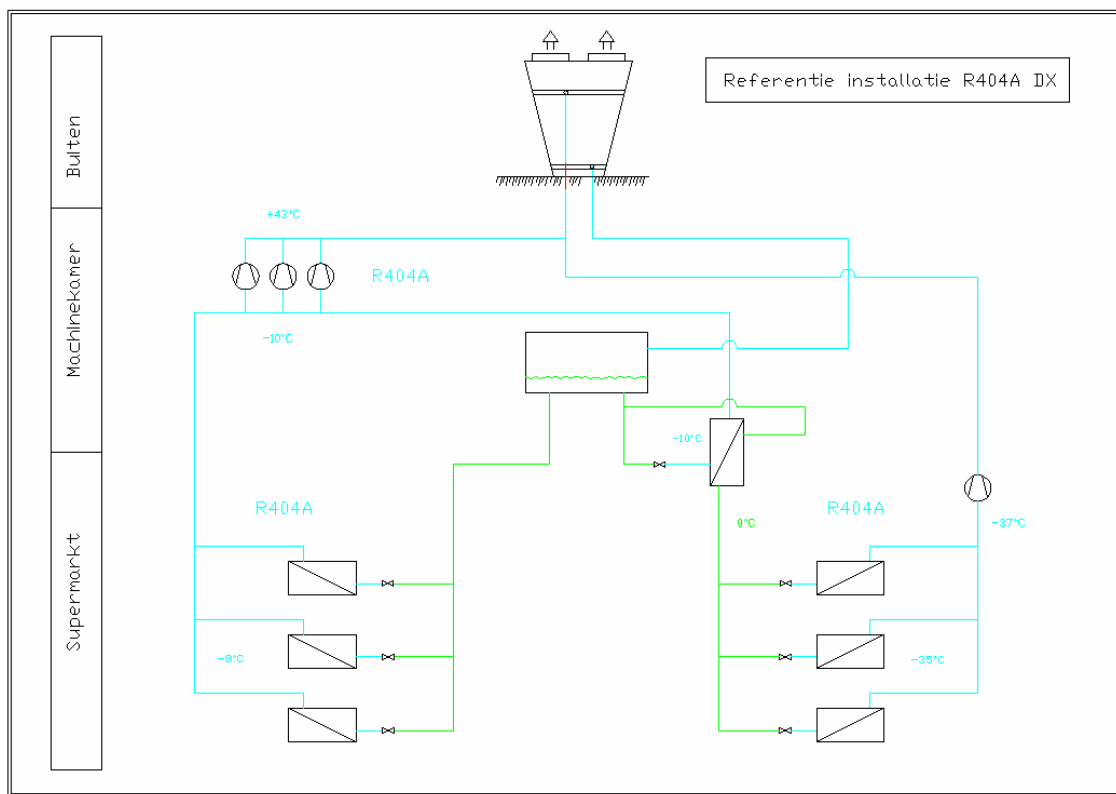 Referentie installatie R404A DX
Buiten
+43°C
R404A
Machinekamer
-10°C
-10°C
R404A
R404A
-37°C
0°C
Supermarkt
-8°C
-35°C